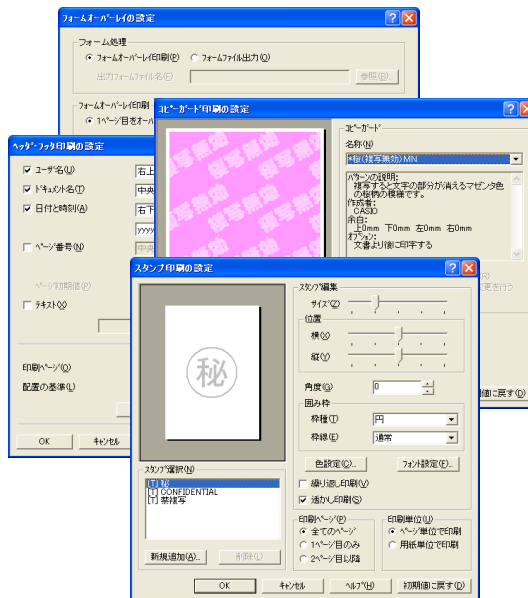 フォームオーバーレイの設定
フォーム処理
フォームオーバーレイ印刷(P)
フォームファイル出力(O)
出力フォームファイル名(F)
参照(R)...
フォームオーバーレイ印刷
1ページ目をオーバ
コピーガード印刷の設定
複写無効
コピーガード
名称(N)
*桜(複写無効)MN
パターンの説明:
複写すると文字の部分が消えるマゼンタ色
の桜柄の模様です。
作成者:
CASIO
余白:
上0mm 下0mm 左0mm 右0mm
オプション:
文書より後に印字する
変更を行う
期値に戻す(D)
ヘッダ・フッタ印刷の設定
ユーザ名(U)
右上
ドキュメント名(T)
中央
日付と時刻(A)
右下
yyyy
ページ番号(N)
中央
ページ初期値(P)
テキスト(X)
印刷ページ(O)
配置の基準(L)
OK
キャンセル
スタンプ印刷の設定
秘
スタンプ選択(N)
[T] 秘
[T] CONFIDENTIAL
[T] 禁複写
新規追加(A)...
削除(L)
スタンプ編集
サイズ(Z)
位置
横(X)
縦(Y)
角度(G)
0
囲み枠
枠種(T)
円
枠線(E)
通常
色設定(C)...
フォント設定(F)...
繰り返し印刷(V)
透かし印刷(S)
印刷ページ(P)
全てのページ
1ページ目のみ
2ページ目以降
印刷単位(U)
ページ単位で印刷
用紙単位で印刷
OK
キャンセル
ヘルプ(H)
初期値に戻す(D)